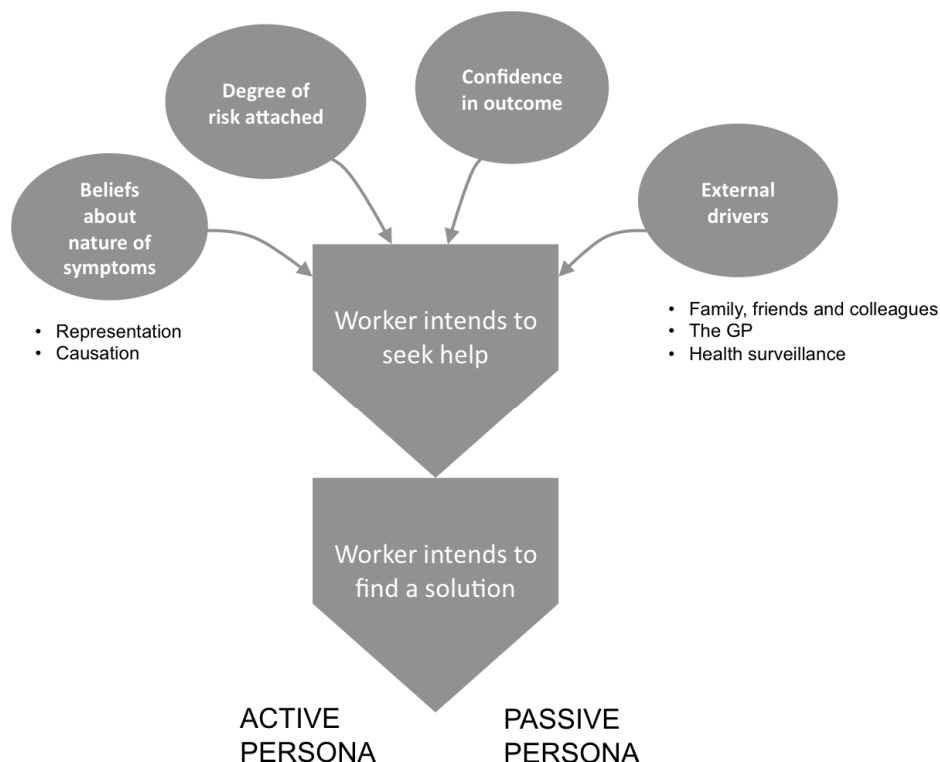 Degree of
risk attached
Confidence
in outcome
Beliefs
about
nature of
symptoms
External
drivers
• Representation
• Causation
• Family, friends and colleagues
• The GP
• Health surveillance
Worker intends to
seek help
Worker intends to
find a solution
ACTIVE
PERSONA
PASSIVE
PERSONA